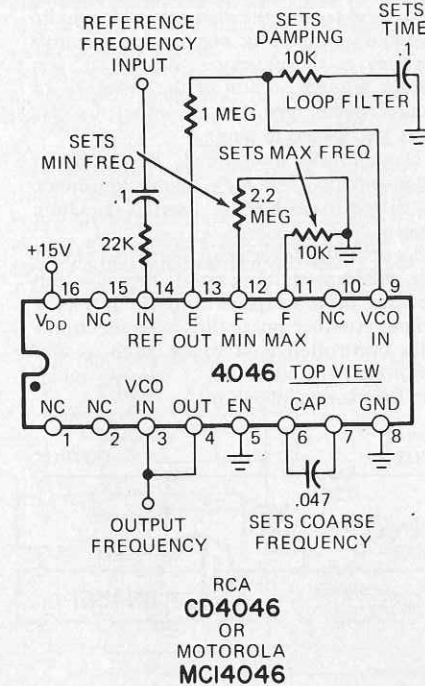 REFERENCE
FREQUENCY
INPUT
SETS
DAMPING
10K
SETS
TIME
.1
LOOP FILTER
1 MEG
SETS
MIN FREQ
SETS MAX FREQ
.1
22K
2.2
MEG
10K
+15V
16 15 14 13 12 11 10 9
VDD NC IN E F F NC VCO
IN
REF OUT MIN MAX
4046 TOP VIEW
VCO
NC NC IN OUT EN CAP GND
1 2 3 4 5 6 7 8
.047
OUTPUT
FREQUENCY
SETS COARSE
FREQUENCY
RCA
CD4046
OR
MOTOROLA
MC14046